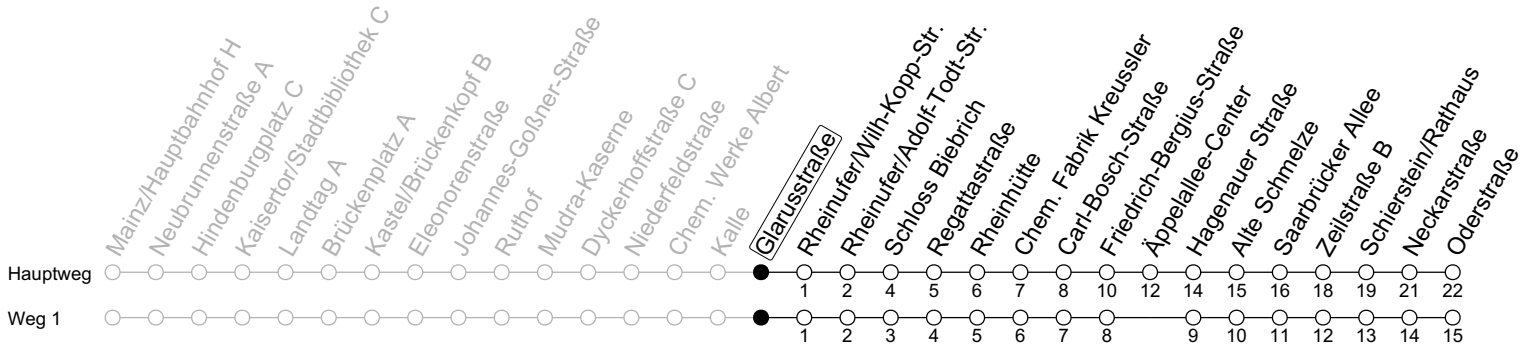 Mainz/Hauptbahnhof H
Neubrunnenstraße A
Hindenburgplatz C
Kaisertor/Stadtbibliothek C
Landtag A
Brückenplatz A
Kastel/Brückenkopf B
Eleonorenstraße
Johannes-Goßner-Straße
Ruthof
Mudra-Kaserne
Dyckerhoffstraße C
Niederfeldstraße
Chem. Werke Albert
Kalle
Glarusstraße
Rheinufer/Wilh-Kopp-Str.
Rheinufer/Adolf-Todt-Str.
Schloss Biebrich
Regattastraße
Rheinhütte
Chem. Fabrik Kreussler
Carl-Bosch-Straße
Friedrich-Bergius-Straße
Äppelallee-Center
Hagenauer Straße
Alte Schmelze
Saarbrücker Allee
Zeilstraße B
Schierstein/Rathaus
Neckarstraße
Oderstraße
Hauptweg
1 2 4 5 6 7 8 10 12 14 15 16 18 19 21 22
Weg 1
1 2 3 4 5 6 7 8 9 10 11 12 13 14 15